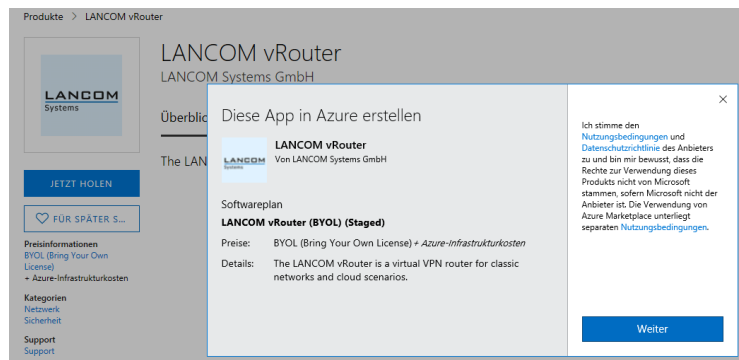 Produkte > LANCOM vRouter
LANCOM
Systems
LANCOM vRouter
LANCOM Systems GmbH
Überblic
The LAN
JETZT HOLEN
FÜR SPÄTER S...
Preisinformationen
BYOL (Bring Your Own
License)
+ Azure-Infrastrukturkosten
Kategorien
Netzwerk
Sicherheit
Support
Support
Diese App in Azure erstellen
LANCOM
Systems
LANCOM vRouter
Von LANCOM Systems GmbH
Softwareplan
LANCOM vRouter (BYOL) (Staged)
Preise: BYOL (Bring Your Own License) + Azure-Infrastrukturkosten
Details: The LANCOM vRouter is a virtual VPN router for classic
networks and cloud scenarios.
Ich stimme den
Nutzungsbedingungen und
Datenschutzrichtlinie des Anbieters
zu und bin mir bewusst, dass die
Rechte zur Verwendung dieses
Produkts nicht von Microsoft
stammen, sofern Microsoft nicht der
Anbieter ist. Die Verwendung von
Azure Marketplace unterliegt
separaten Nutzungsbedingungen.
Weiter